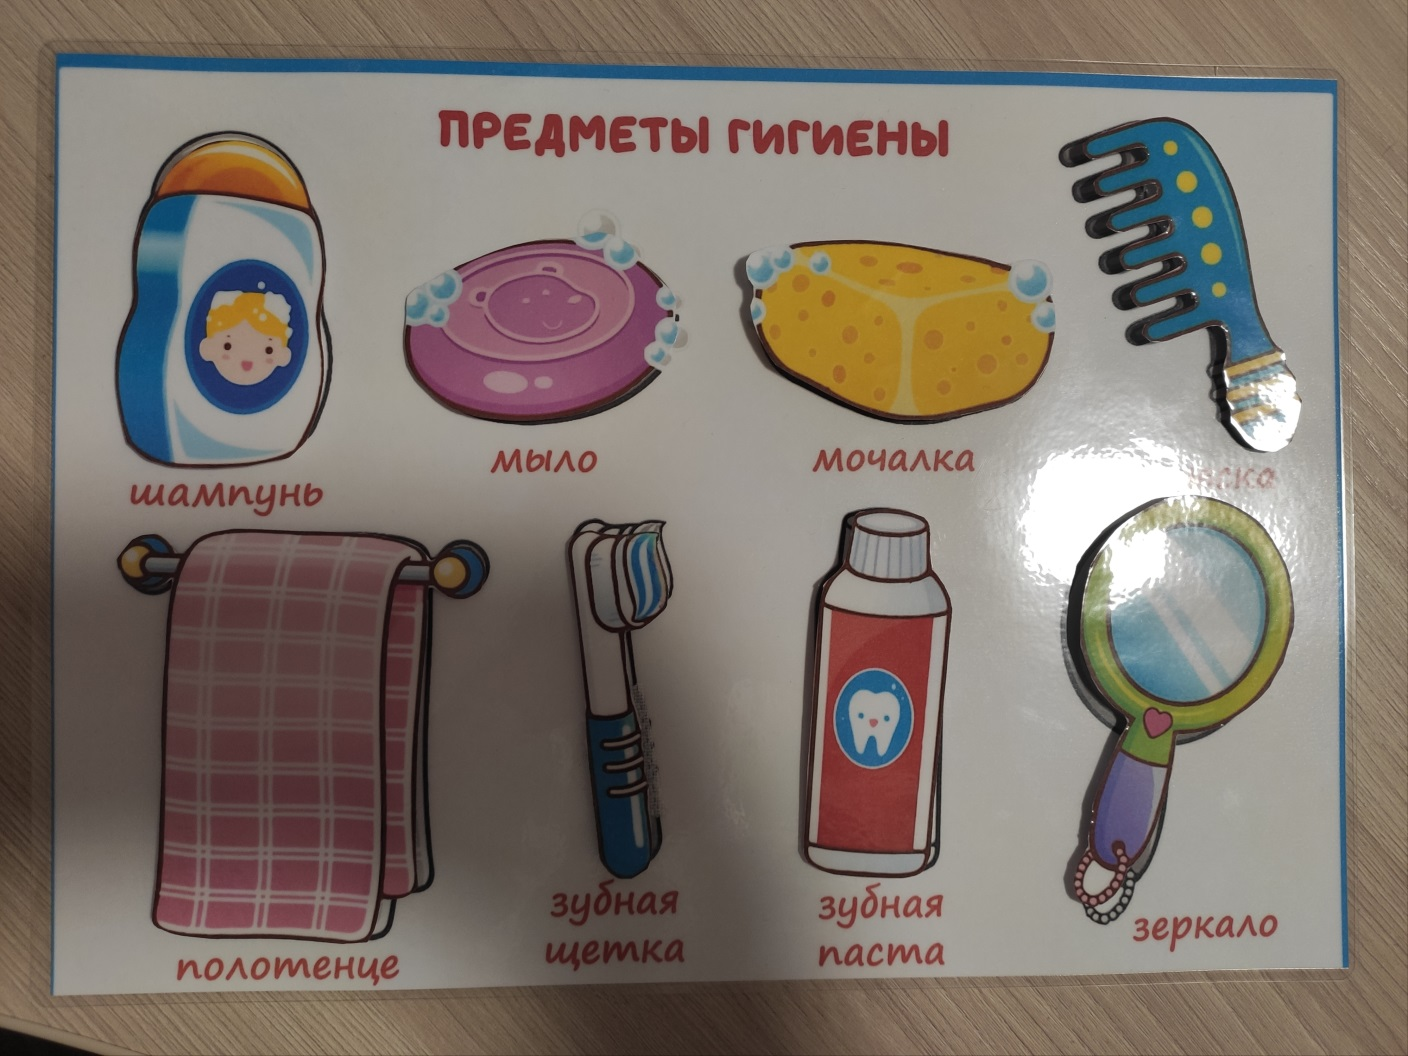 ПРЕДМЕТЫ ГИГИЕНЫ
шампунь
мыло
мочалка
полотенце
зубная
щетка
зубная
паста
зеркало